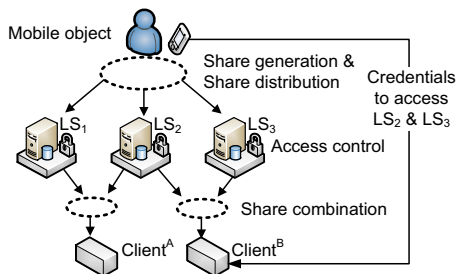 Mobile object
Share generation &
Share distribution
Credentials
to access
LS2 & LS3
LS1
LS2
LS3
Access control
Share combination
ClientA
ClientB